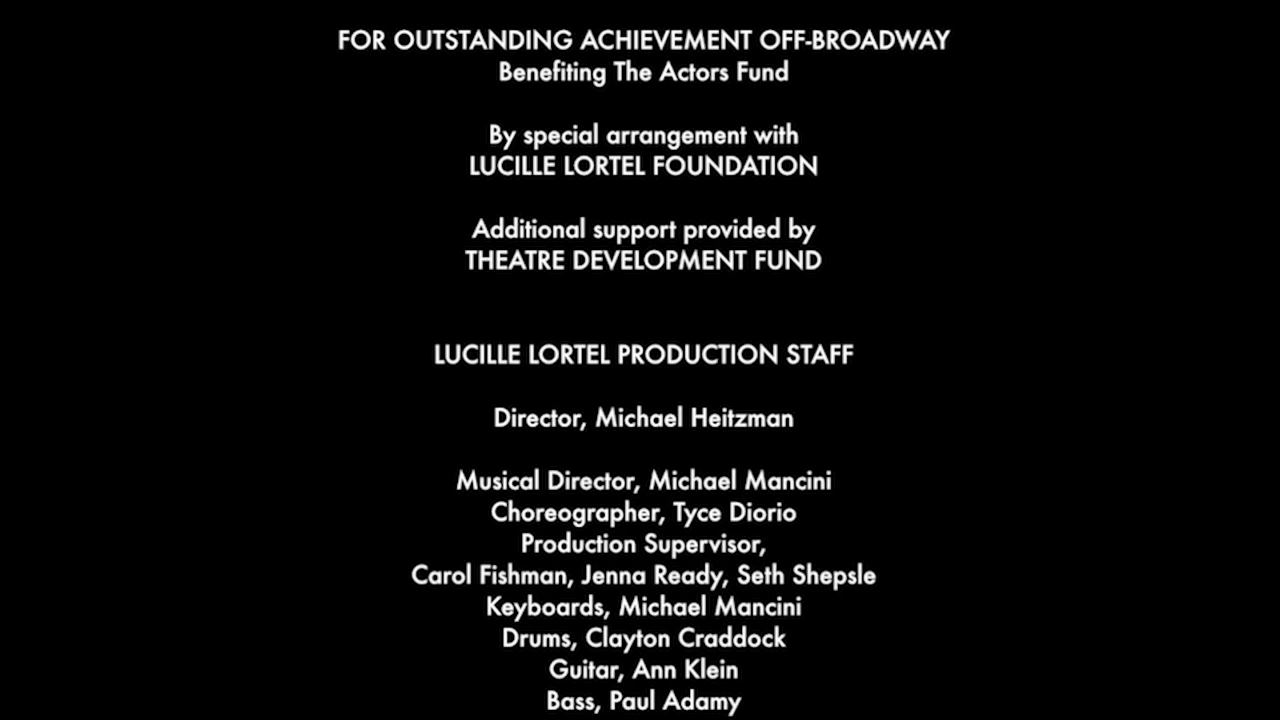 FOR OUTSTANDING ACHIEVEMENT OFF-BROADWAY
Benefiting The Actors Fund
By special arrangement with
LUCILLE LORTEL FOUNDATION
Additional support provided by
THEATRE DEVELOPMENT FUND
LUCILLE LORTEL PRODUCTION STAFF
Director, Michael Heitzman
Musical Director, Michael Mancini
Choreographer, Tyce Diorio
Production Supervisor,
Carol Fishman, Jenna Ready, Seth Shepsle
Keyboards, Michael Mancini
Drums, Clayton Craddock
Guitar, Ann Klein
Bass, Paul Adamy